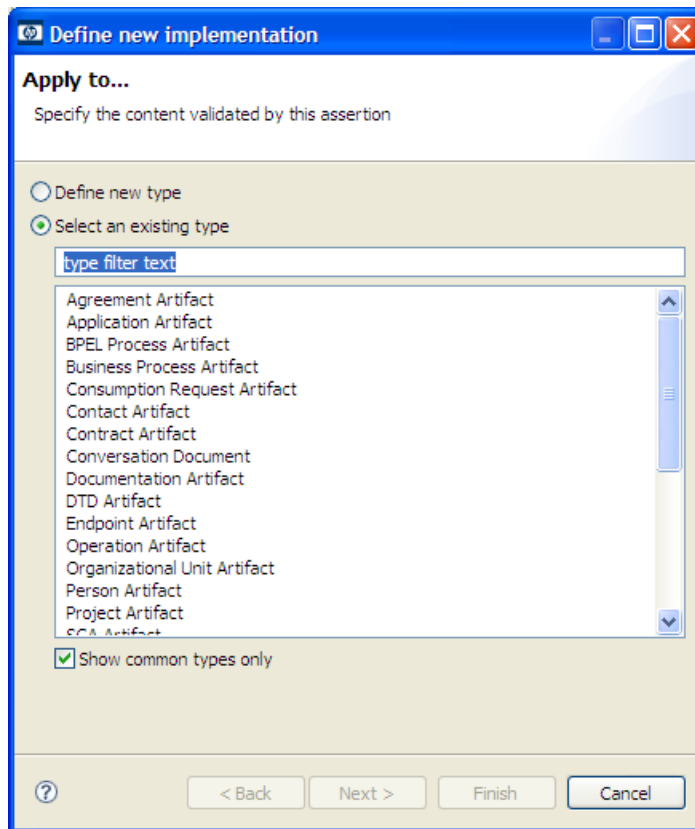 Define new implementation
Apply to...
Specify the content validated by this assertion
Define new type
Select an existing type
type filter text
Agreement Artifact
Application Artifact
BPEL Process Artifact
Business Process Artifact
Consumption Request Artifact
Contact Artifact
Contract Artifact
Conversation Document
Documentation Artifact
DTD Artifact
Endpoint Artifact
Operation Artifact
Organizational Unit Artifact
Person Artifact
Project Artifact
SCA Artifact
Show common types only
? < Back Next > Finish Cancel